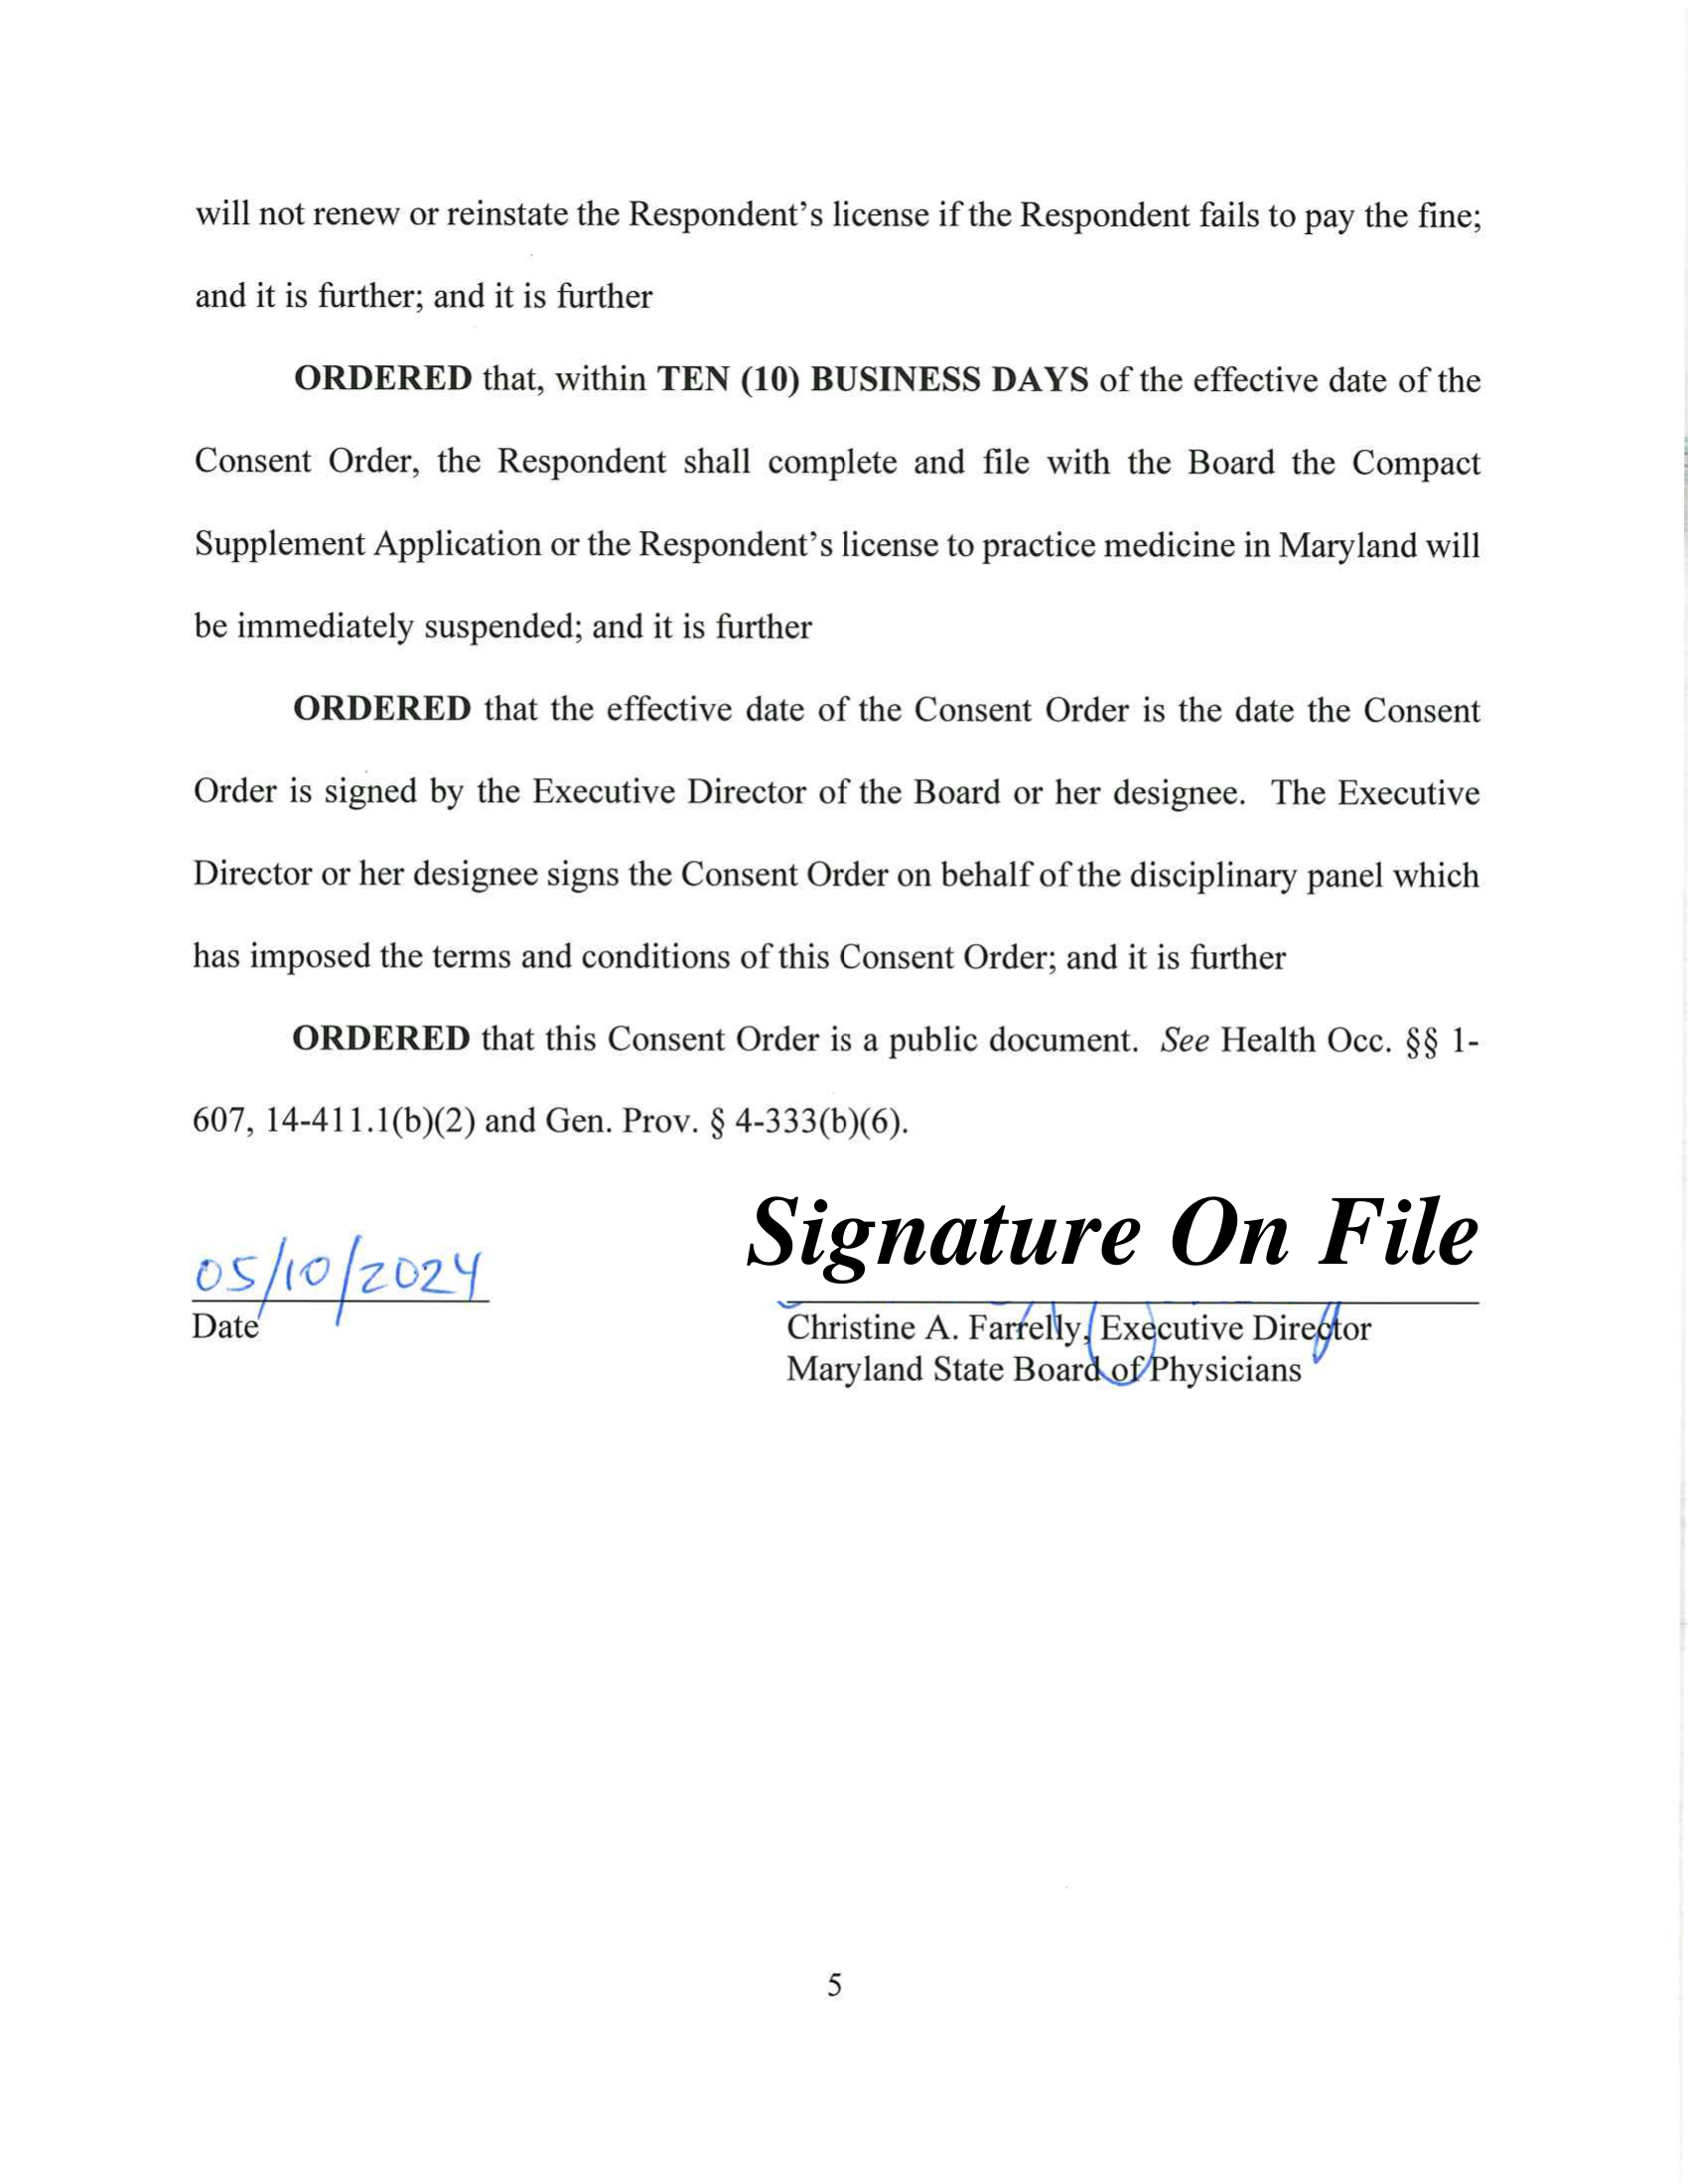 will not renew or reinstate the Respondent’s license if the Respondent fails to pay the fine;
and it is further; and it is further
ORDERED that, within TEN (10) BUSINESS DAYS of the effective date of the
Consent Order, the Respondent shall complete and file with the Board the Compact
Supplement Application or the Respondent’s license to practice medicine in Maryland will
be immediately suspended; and it is further
ORDERED that the effective date of the Consent Order is the date the Consent
Order is signed by the Executive Director of the Board or her designee. The Executive
Director or her designee signs the Consent Order on behalf of the disciplinary panel which
has imposed the terms and conditions of this Consent Order; and it is further
ORDERED that this Consent Order is a public document. See Health Occ. §§ 1-
607, 14-411.1(b)(2) and Gen. Prov. § 4-333(b)(6).
Signature On File
05/10/2024
Date
Christine A. Farrelly, Executive Director
Maryland State Board of Physicians
5